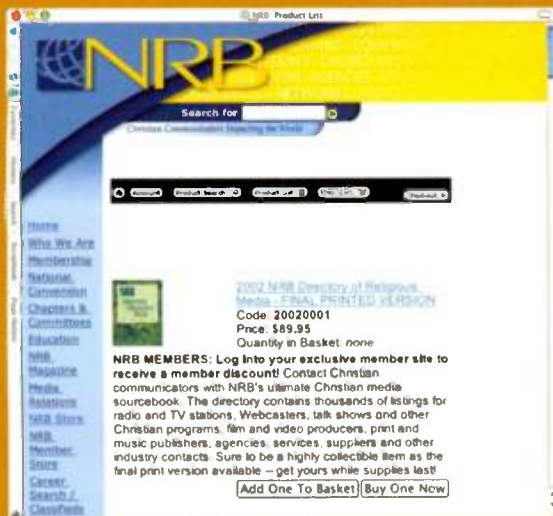 NRB Product List
NRB
Search for
Christian Communicators Impacting the World
Account Product Search Product List
Home
Who We Are
Membership
National
Convention
Chapters &
Committees
Education
NRB
Magazine
Media
Relations
NRB Store
NRB
Member
Store
Career
Search /
Classifieds
2002 NRB Directory of Religious
Media - FINAL PRINTED VERSION
Code: 20020001
Price: $89.95
Quantity in Basket: none
NRB MEMBERS: Log into your exclusive member site to
receive a member discount! Contact Christian
communicators with NRB's ultimate Christian media
sourcebook. The directory contains thousands of listings for
radio and TV stations, Webcasters, talk shows and other
Christian programs, film and video producers, print and
music publishers, agencies, services, suppliers and other
industry contacts. Sure to be a highly collectible item as the
final print version available – get yours while supplies last!
Add One To Basket Buy One Now